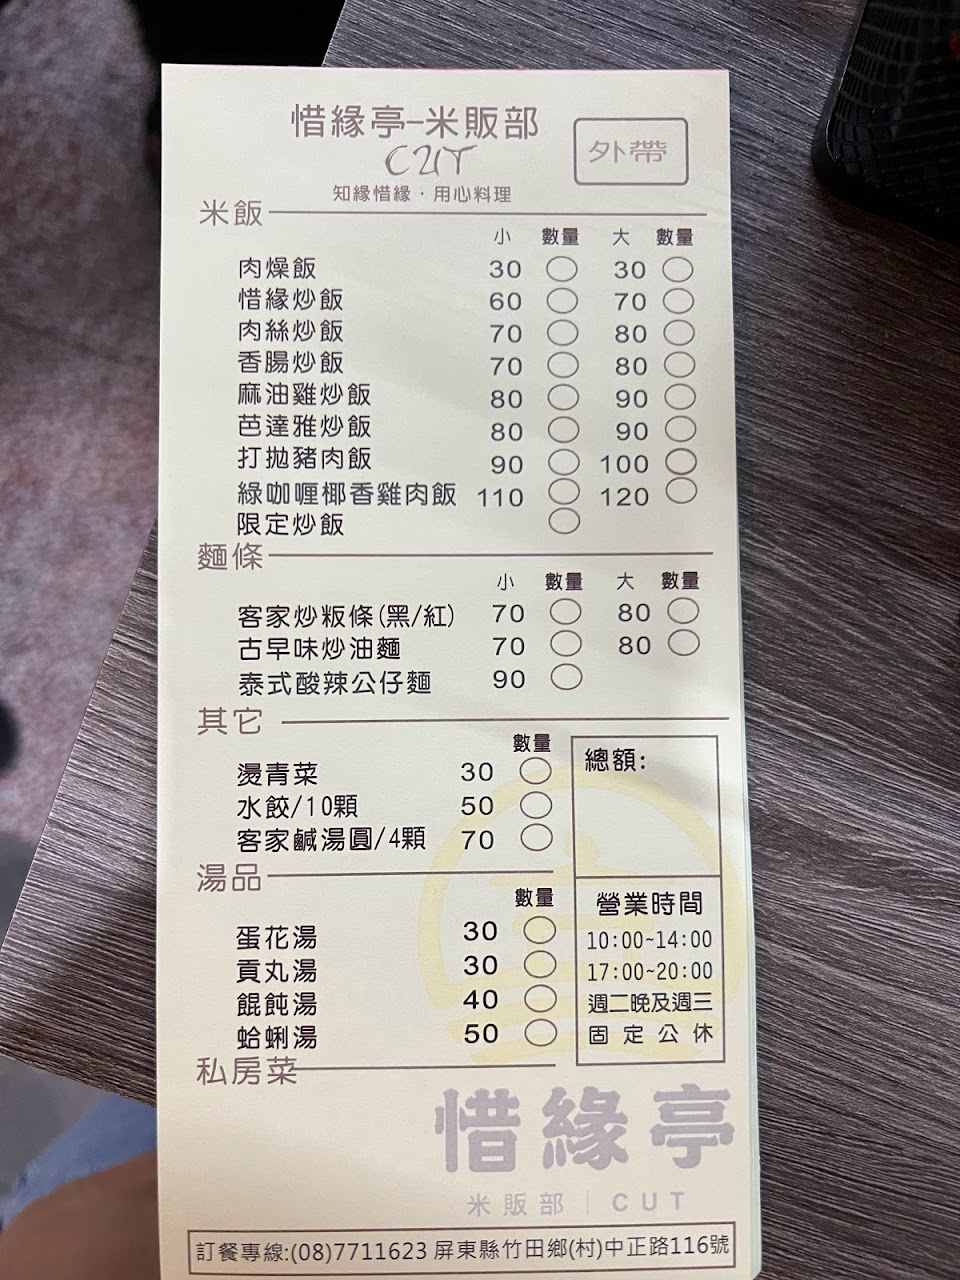 惜緣亭-米販部
CUT
外帶
知緣惜緣·用心料理
米飯
小 數量 大 數量
肉燥飯 30 30
惜緣炒飯 60 70
肉絲炒飯 70 80
香腸炒飯 70 80
麻油雞炒飯 80 90
芭達雅炒飯 80 90
打拋豬肉飯 90 100
綠咖喱椰香雞肉飯 110 120
限定炒飯
麵條
小 數量 大 數量
客家炒粄條(黑/紅) 70 80
古早味炒油麵 70 80
泰式酸辣公仔麵 90
其它
數量
燙青菜 30
水餃/10顆 50
客家鹹湯圓/4顆 70
總額:
湯品
數量
蛋花湯 30
貢丸湯 30
餛飩湯 40
蛤蜊湯 50
營業時間
10:00~14:00
17:00~20:00
週二晚及週三
固定公休
私房菜
惜緣亭
米販部|CUT
訂餐專線:(08)7711623 屏東縣竹田鄉(村)中正路116號